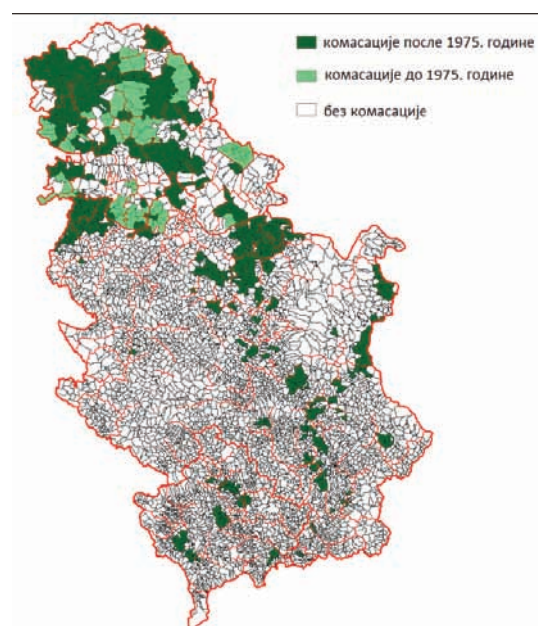 комасације после 1975. године
комасације до 1975. године
без комасације